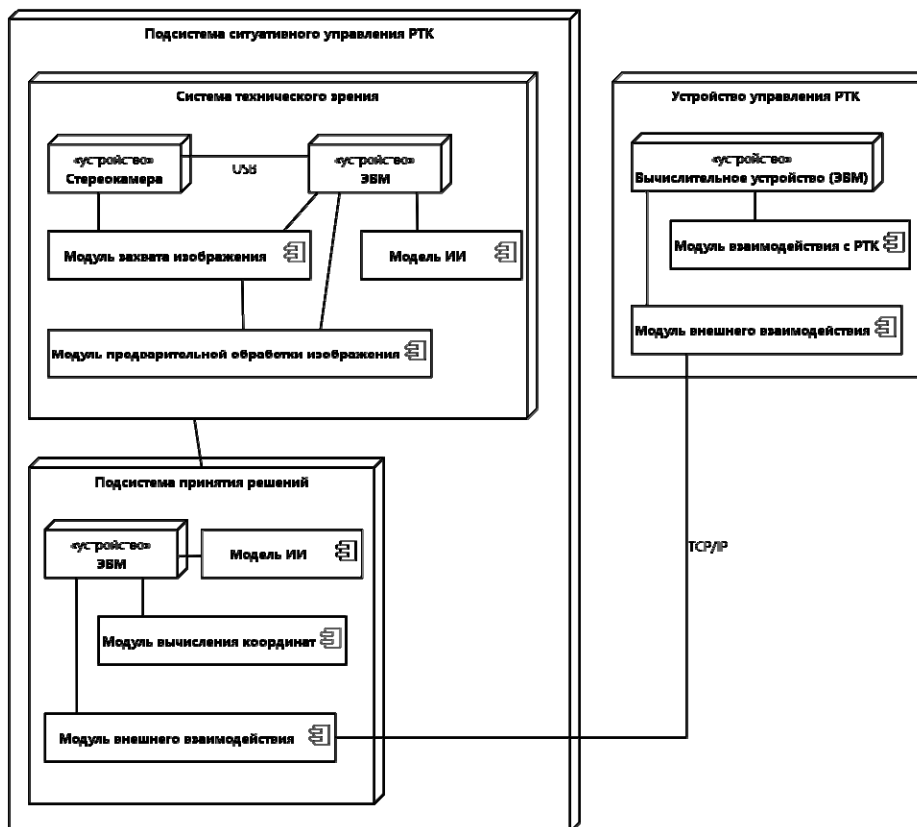 Подсистема ситуативного управления РТК
Система технического зрения
«устройство»
Стереокамера
USB
«устройство»
ЭВМ
Модуль захвата изображения
Модель ИИ
Модуль предварительной обработки изображения
Подсистема принятия решений
«устройство»
ЭВМ
Модель ИИ
Модуль вычисления координат
Модуль внешнего взаимодействия
Устройство управления РТК
«устройство»
Вычислительное устройство (ЭВМ)
Модуль взаимодействия с РТК
Модуль внешнего взаимодействия
TCP/IP